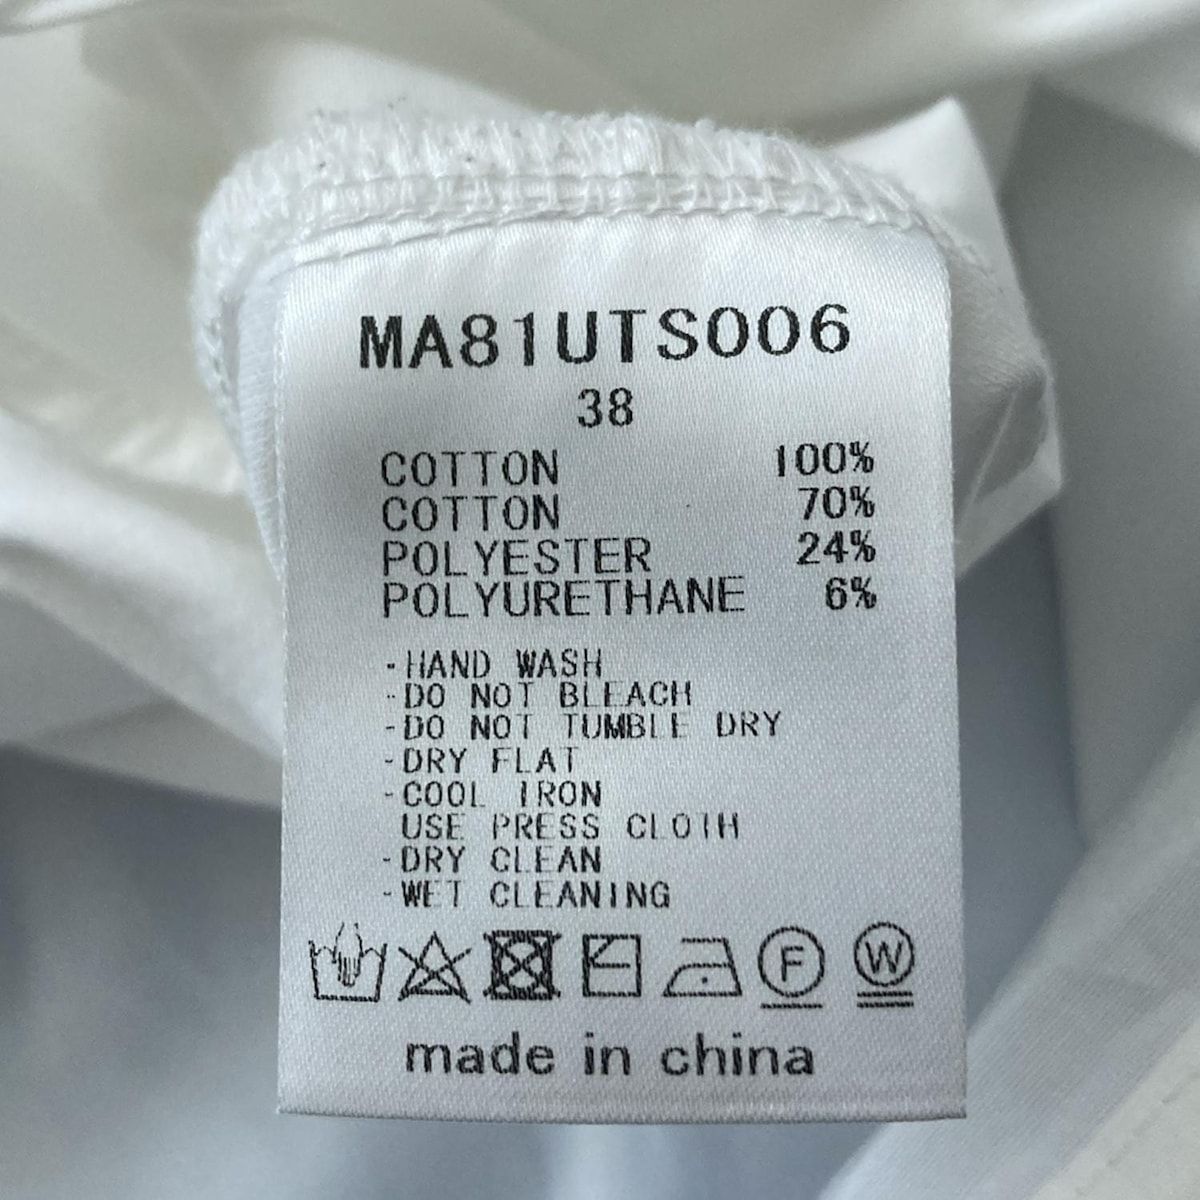 MA81UTS006
38
COTTON 100%
COTTON 70%
POLYESTER 24%
POLYURETHANE 6%
-HAND WASH
-DO NOT BLEACH
-DO NOT TUMBLE DRY
-DRY FLAT
-COOL IRON
USE PRESS CLOTH
-DRY CLEAN
-WET CLEANING
F W
made in china